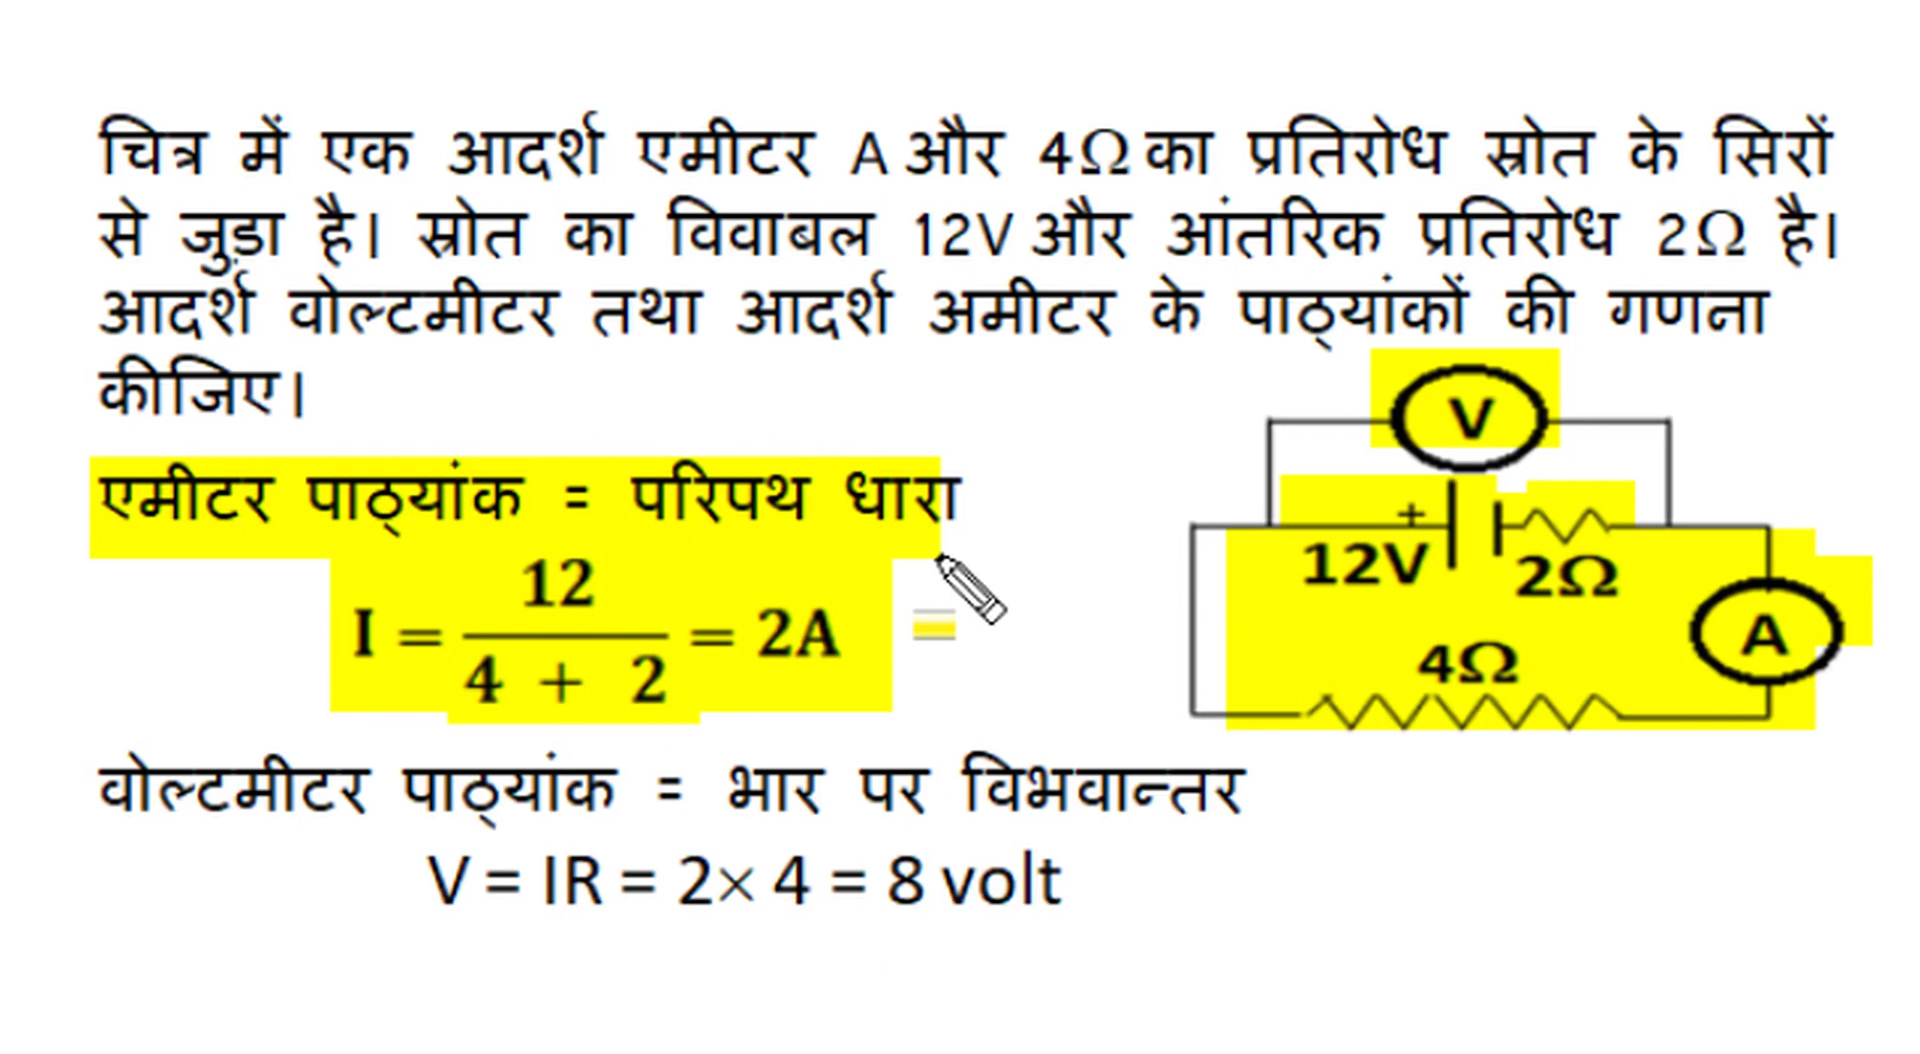 चित्र में एक आदर्श एमीटर A और 4Ω का प्रतिरोध स्रोत के सिरों
से जुड़ा है। स्रोत का विवाबल 12V और आंतरिक प्रतिरोध 2Ω है।
आदर्श वोल्टमीटर तथा आदर्श अमीटर के पाठ्यांकों की गणना
कीजिए।
एमीटर पाठ्यांक = परिपथ धारा
I = 12 / (4 + 2) = 2A =
वोल्टमीटर पाठ्यांक = भार पर विभवान्तर
V = IR = 2× 4 = 8 volt
V
+
12V
2Ω
A
4Ω